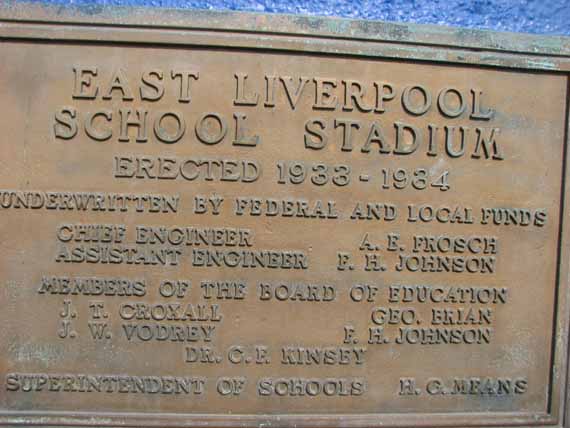 EAST LIVERPOOL
SCHOOL STADIUM
ERECTED 1933-1934
UNDERWRITTEN BY FEDERAL AND LOCAL FUNDS
CHIEF ENGINEER A. E. FROSCH
ASSISTANT ENGINEER F. H. JOHNSON
MEMBERS OF THE BOARD OF EDUCATION
J. T. CROXALL GEO. BRIAN
J. W. VODREY F. H. JOHNSON
DR. C. F. KINSEY
SUPERINTENDENT OF SCHOOLS H. G. MEANS